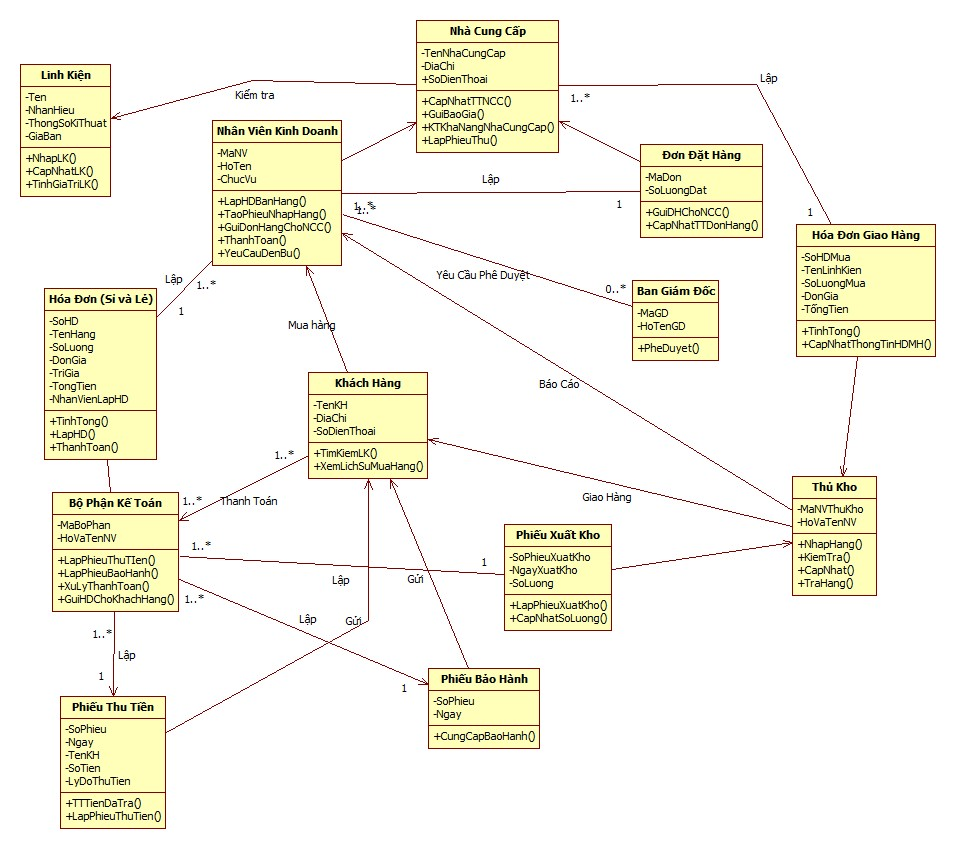 Nhà Cung Cấp
-TenNhaCungCap
-DiaChi
+SoDienThoai
+CapNhatTTNCC()
+GuiBaoGia()
+KTKhaNangNhaCungCap()
+LapPhieuThu()
Linh Kiện
-Ten
-NhanHieu
-ThongSoKiThuat
-GiaBan
+NhapLK()
+CapNhatLK()
+TinhGiaTriLK()
Kiểm tra
Lập
1..*
1
Nhân Viên Kinh Doanh
-MaNV
-HoTen
-ChucVu
+LapHDBanHang()
+TaoPhieuNhapHang()
+GuiDonHangChoNCC()
+ThanhToan()
+YeuCauDenBu()
Đơn Đặt Hàng
-MaDon
-SoLuongDat
+GuiDHChoNCC()
+CapNhatTTDonHang()
Lập
1..*
1..*
1
Hóa Đơn Giao Hàng
-SoHDMua
-TenLinhKien
-SoLuongMua
-DonGia
-TổngTien
+TinhTong()
+CapNhatThongTinHDMH()
Yêu Cầu Phê Duyệt
0..*
Ban Giám Đốc
-MaGD
-HoTenGD
+PheDuyet()
Lập
1..*
1
Hóa Đơn (Sỉ và Lẻ)
-SoHD
-TenHang
-SoLuong
-DonGia
-TriGia
-TongTien
-NhanVienLapHD
+TinhTong()
+LapHD()
+ThanhToan()
Mua hàng
Báo Cáo
Khách Hàng
-TenKH
-DiaChi
-SoDienThoai
+TimKiemLK()
+XemLichSuMuaHang()
1..*
1..*
Thanh Toán
Giao Hàng
Thủ Kho
-MaNVThuKho
-HoVaTenNV
+NhapHang()
+KiemTra()
+CapNhat()
+TraHang()
Bộ Phận Kế Toán
-MaBoPhan
-HoVaTenNV
+LapPhieuThuTIen()
+LapPhieuBaoHanh()
+XuLyThanhToan()
+GuiHDChoKhachHang()
Phiếu Xuất Kho
-SoPhieuXuatKho
-NgayXuatKho
-SoLuong
+LapPhieuXuatKho()
+CapNhatSoLuong()
1..*
1
Lập
Gửi
1..*
Lập
Gửi
1
1..*
Lập
1
Phiếu Bảo Hành
-SoPhieu
-Ngay
+CungCapBaoHanh()
Phiếu Thu Tiền
-SoPhieu
-Ngay
-TenKH
-SoTien
-LyDoThuTien
+TTTienDaTra()
+LapPhieuThuTien()